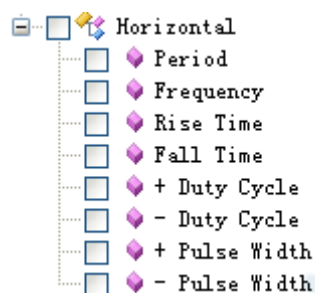 Horizontal
Period
Frequency
Rise Time
Fall Time
+ Duty Cycle
- Duty Cycle
+ Pulse Width
- Pulse Width